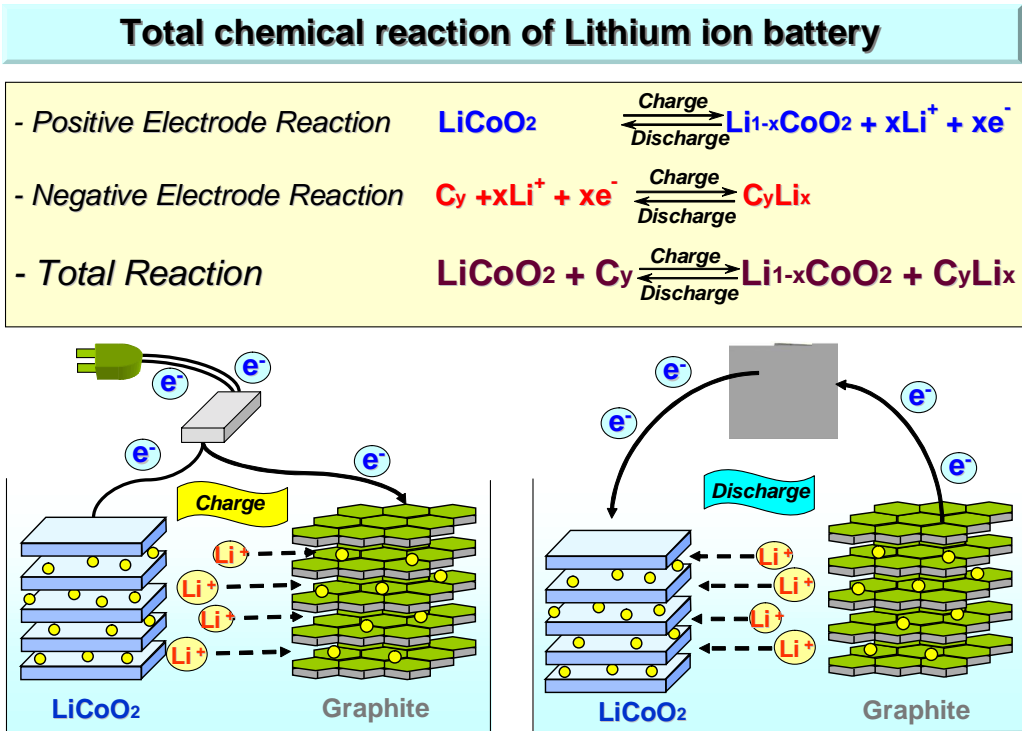 Total chemical reaction of Lithium ion battery
- Positive Electrode Reaction LiCoO₂ Charge Discharge Li₁₋ₓCoO₂ + xLi⁺ + xe⁻
- Negative Electrode Reaction Cy +xLi⁺ + xe⁻ Charge Discharge CyLix
- Total Reaction LiCoO₂ + Cy Charge Discharge Li₁₋ₓCoO₂ + CyLix
e⁻
e⁻
e⁻
e⁻
Charge
Li⁺
Li⁺
Li⁺
Li⁺
LiCoO₂
Graphite
e⁻
e⁻
e⁻
e⁻
Discharge
Li⁺
Li⁺
Li⁺
Li⁺
LiCoO₂
Graphite